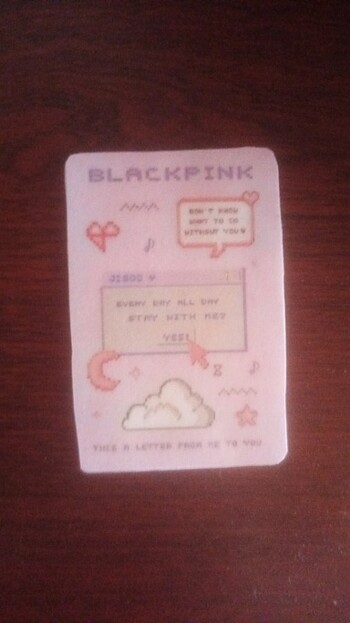 BLACKPINK
DON'T KNOW
WHAT TO DO
WITHOUT YOU?
JISOO
EVERY DAY ALL DAY
STAY WITH ME?
YES!
THIS A LETTER FROM ME TO YOU